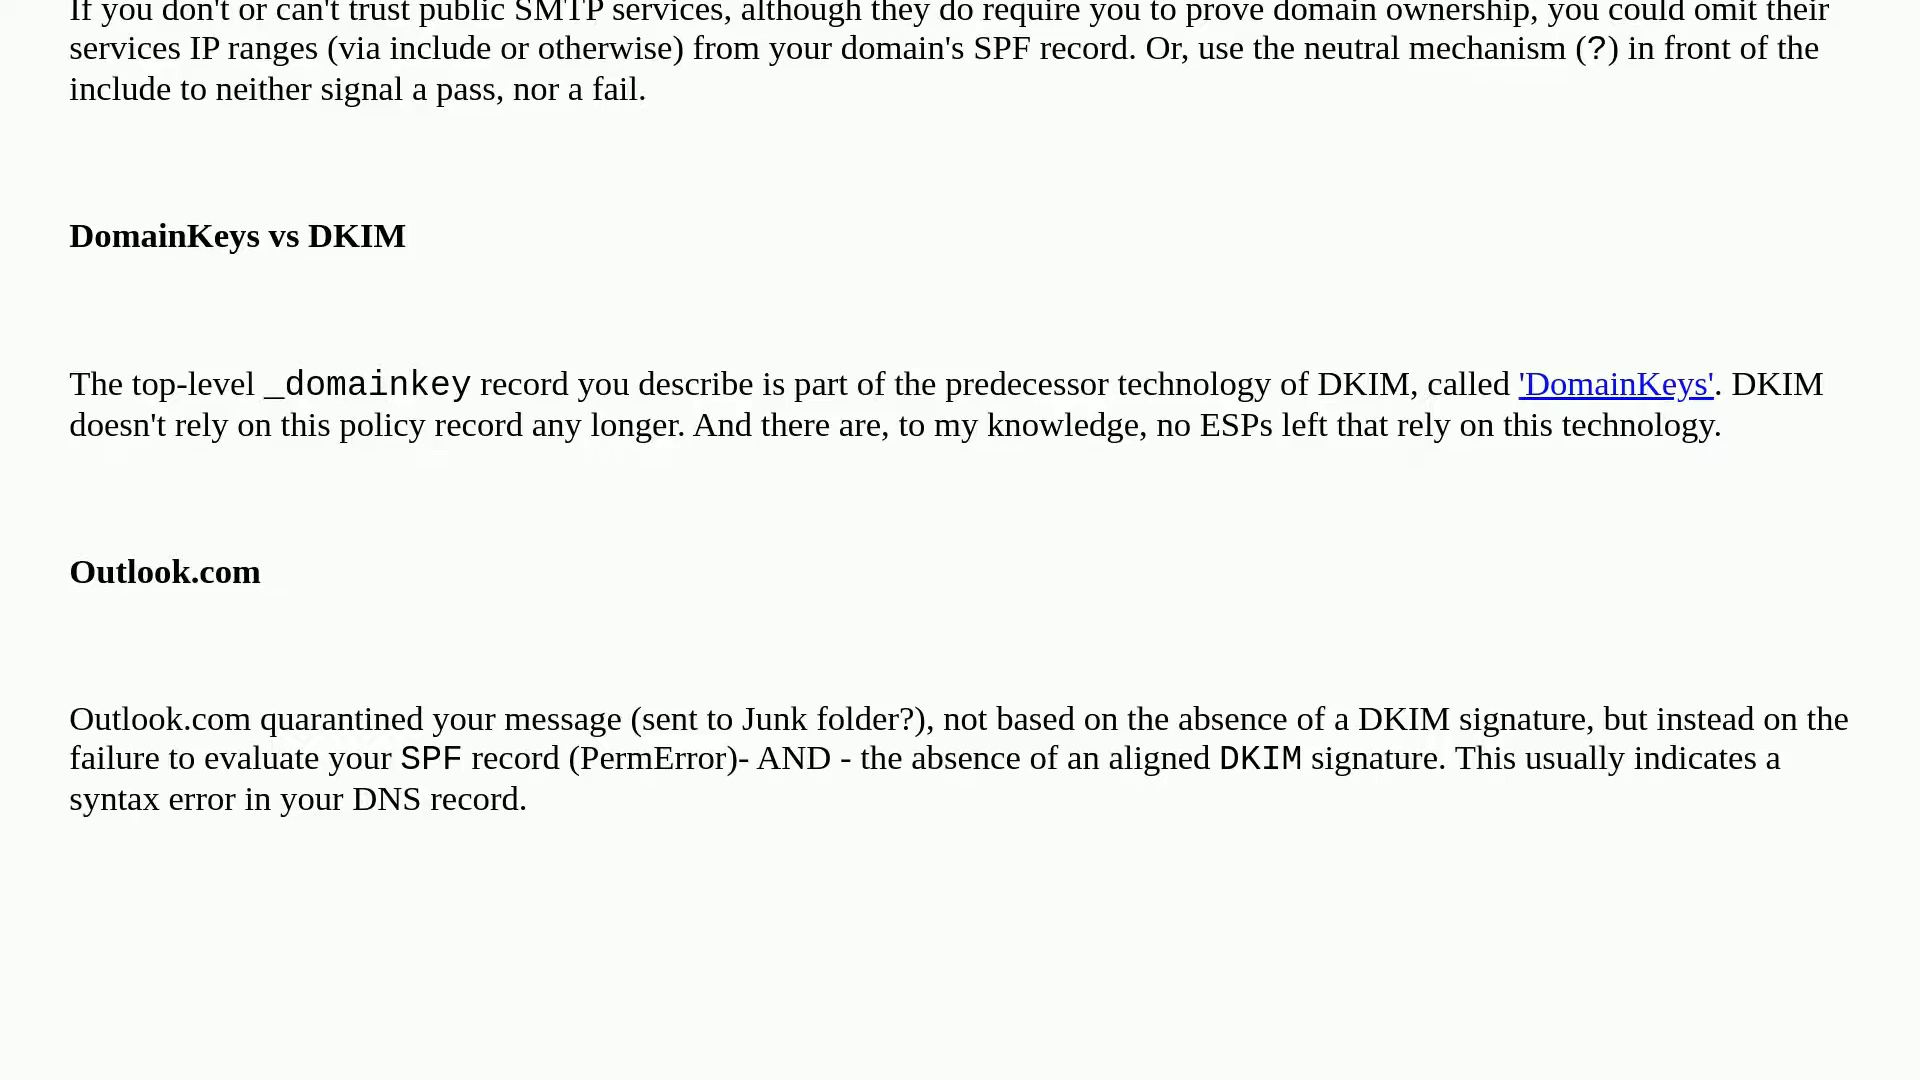 If you don't or can't trust public SMTP services, although they do require you to prove domain ownership, you could omit their
services IP ranges (via include or otherwise) from your domain's SPF record. Or, use the neutral mechanism (?) in front of the
include to neither signal a pass, nor a fail.
DomainKeys vs DKIM
The top-level _domainkey record you describe is part of the predecessor technology of DKIM, called 'DomainKeys'. DKIM
doesn't rely on this policy record any longer. And there are, to my knowledge, no ESPs left that rely on this technology.
Outlook.com
Outlook.com quarantined your message (sent to Junk folder?), not based on the absence of a DKIM signature, but instead on the
failure to evaluate your SPF record (PermError)- AND - the absence of an aligned DKIM signature. This usually indicates a
syntax error in your DNS record.